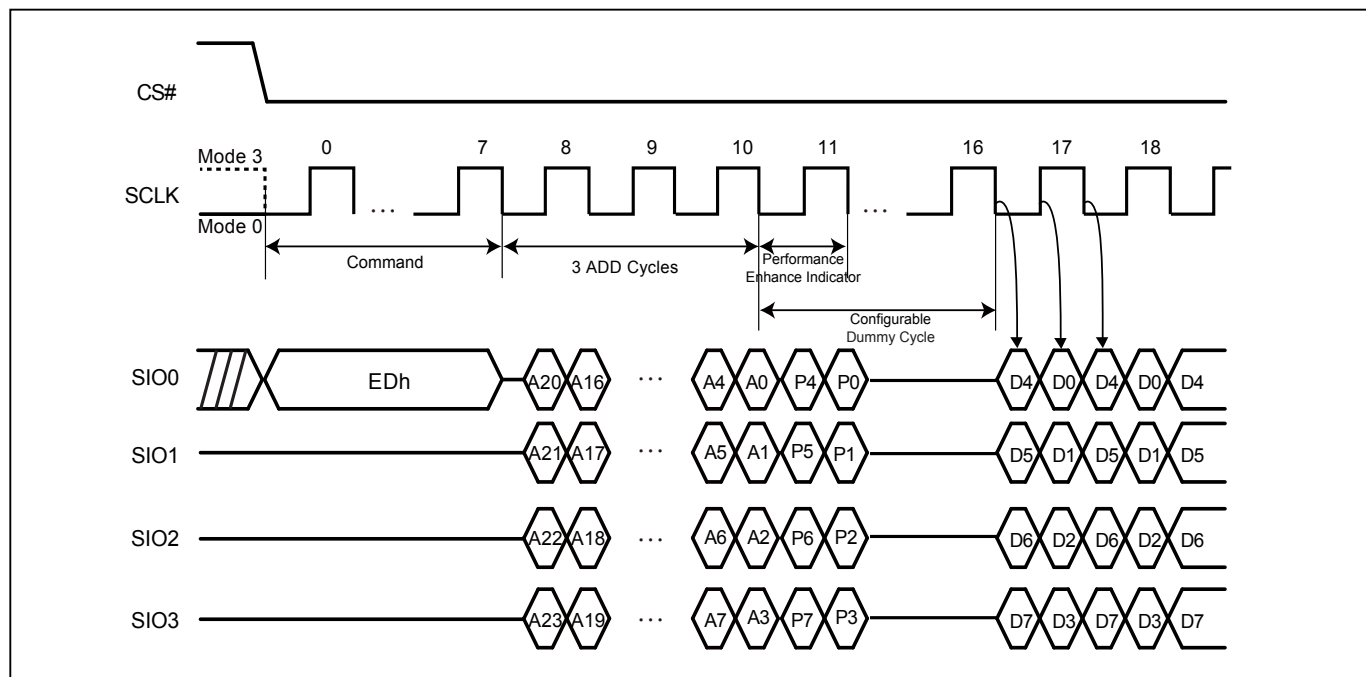 CS#
0 7 8 9 10 11 16 17 18
Mode 3
SCLK
...
...
Mode 0
Command
3 ADD Cycles
Performance
Enhance Indicator
Configurable
Dummy Cycle
SIO0 EDh A20 A16 ... A4 A0 P4 P0 D4 D0 D4 D0 D4
SIO1 A21 A17 ... A5 A1 P5 P1 D5 D1 D5 D1 D5
SIO2 A22 A18 ... A6 A2 P6 P2 D6 D2 D6 D2 D6
SIO3 A23 A19 ... A7 A3 P7 P3 D7 D3 D7 D3 D7